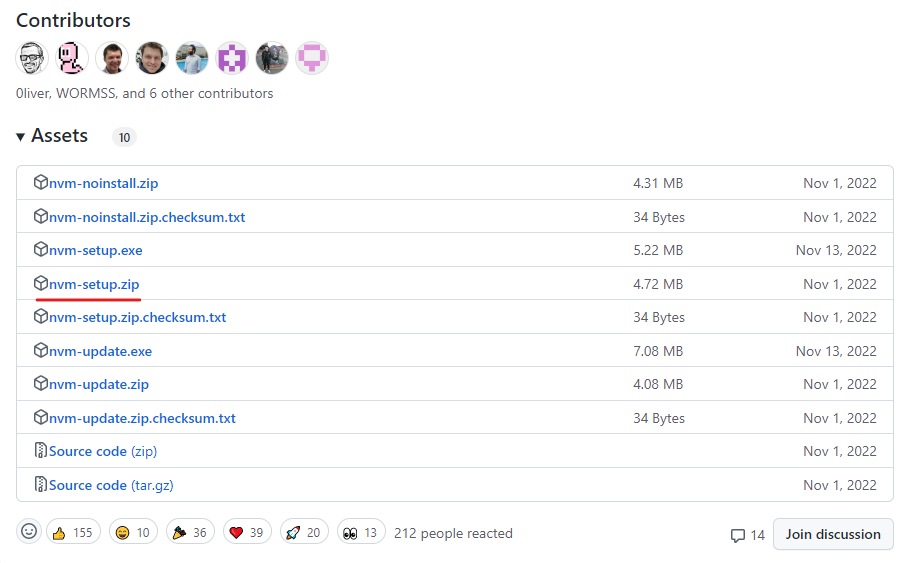 Contributors
0liver, WORMSS, and 6 other contributors
Assets 10
nvm-noinstall.zip 4.31 MB Nov 1, 2022
nvm-noinstall.zip.checksum.txt 34 Bytes Nov 1, 2022
nvm-setup.exe 5.22 MB Nov 13, 2022
nvm-setup.zip 4.72 MB Nov 1, 2022
nvm-setup.zip.checksum.txt 34 Bytes Nov 1, 2022
nvm-update.exe 7.08 MB Nov 13, 2022
nvm-update.zip 4.08 MB Nov 1, 2022
nvm-update.zip.checksum.txt 34 Bytes Nov 1, 2022
Source code (zip) Nov 1, 2022
Source code (tar.gz) Nov 1, 2022
155 10 36 39 20 13 212 people reacted 14 Join discussion